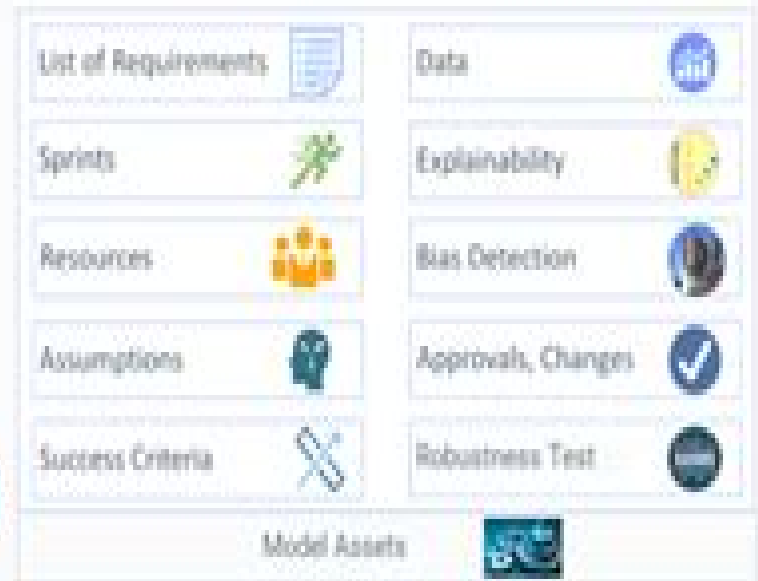 List of Requirements
Data
Sprints
Explainability
Resources
Bias Detection
Assumptions
Approvals, Changes
Success Criteria
Robustness Test
Model Assets